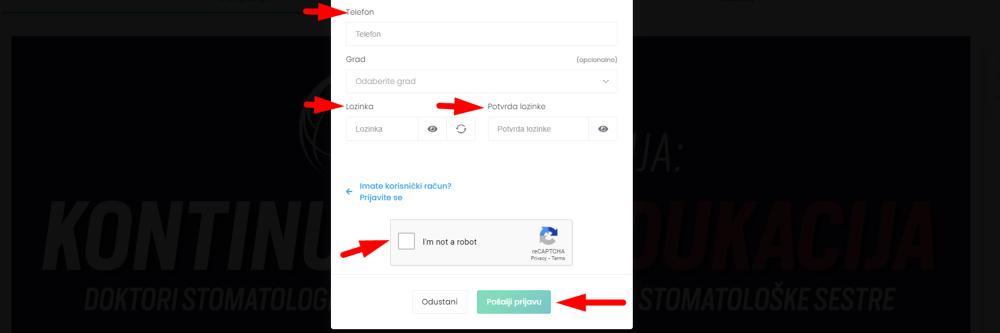 Telefon
Telefon
Grad
(opcionalno)
Odaberite grad
Lozinka
Potvrda lozinke
Lozinka
Potvrda lozinke
JA:
Imate korisnički račun?
Prijavite se
KONTINU
DUKACIJA
I'm not a robot
reCAPTCHA
Privacy - Terms
DOKTORI STOMATOLOG
STOMATOLOŠKE SESTRE
Odustani
Pošalji prijavu